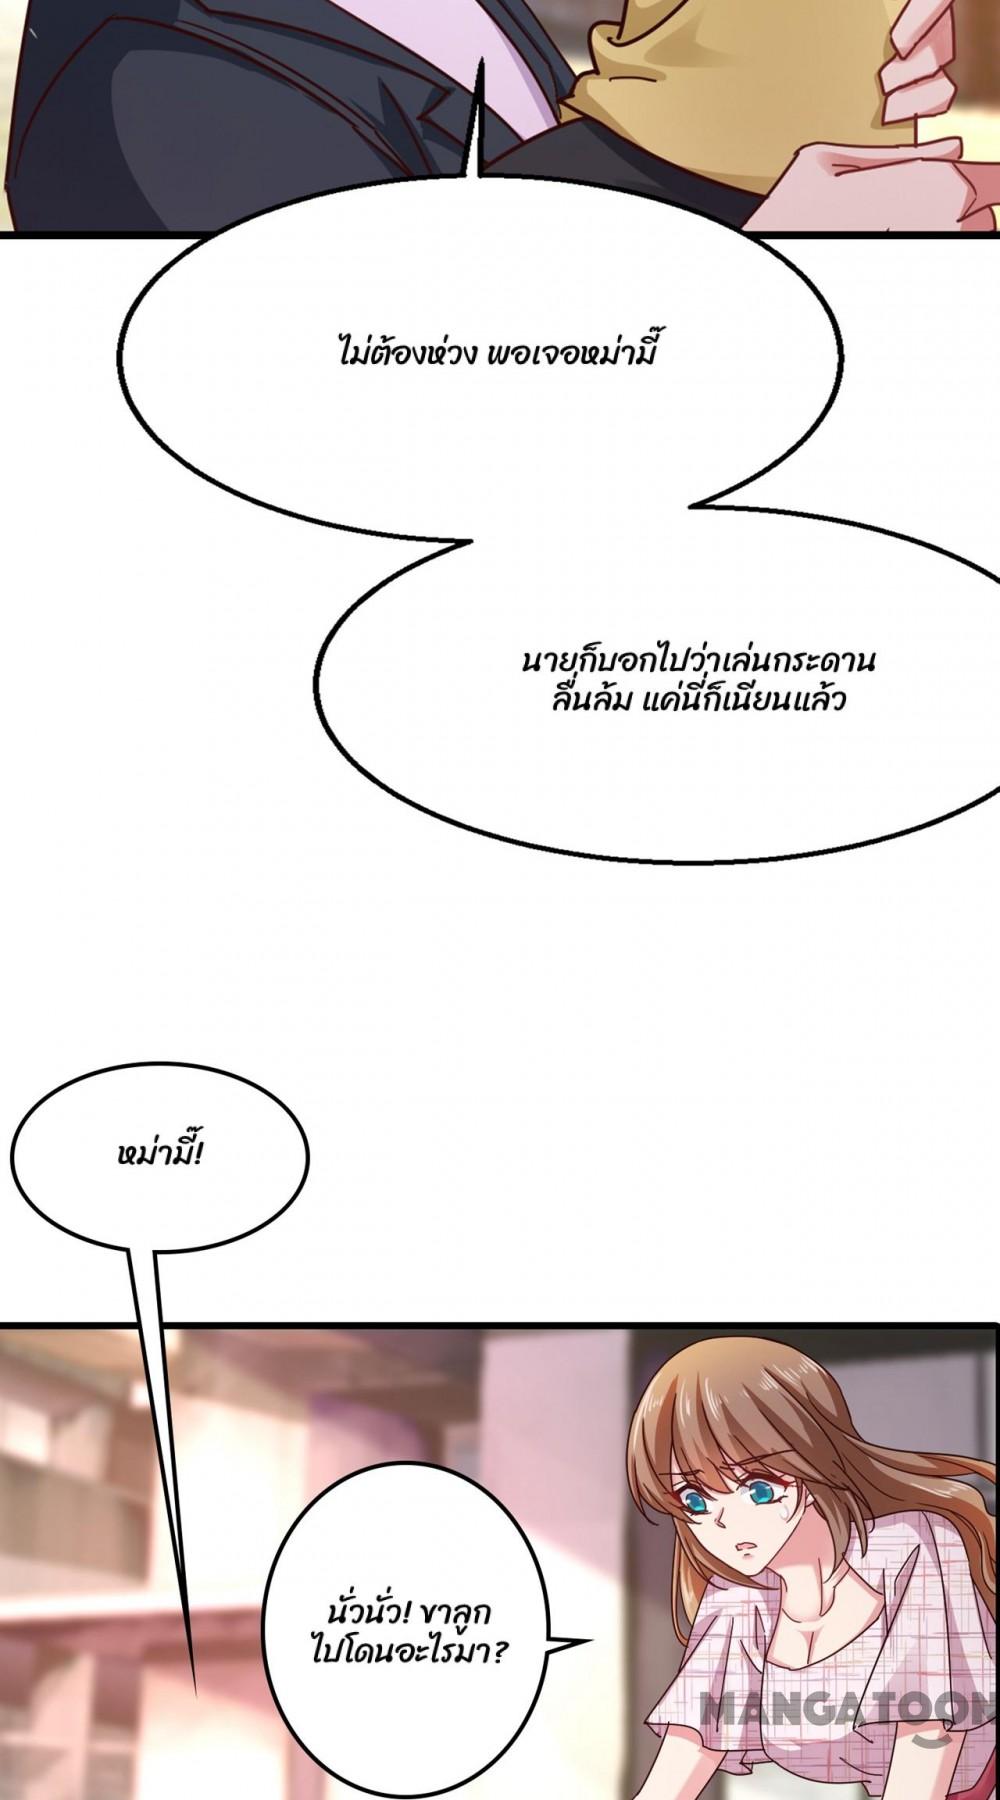 ไม่ต้องห่วง พอเจอหม่ามี๊
นายก็บอกไปว่าเล่นกระดาน
ลื่นล้ม แค่นี้ก็เนียนแล้ว
หม่ามี๊!
นั่วนั่ว! ขาลูก
ไปโดนอะไรมา?
MANGATOON